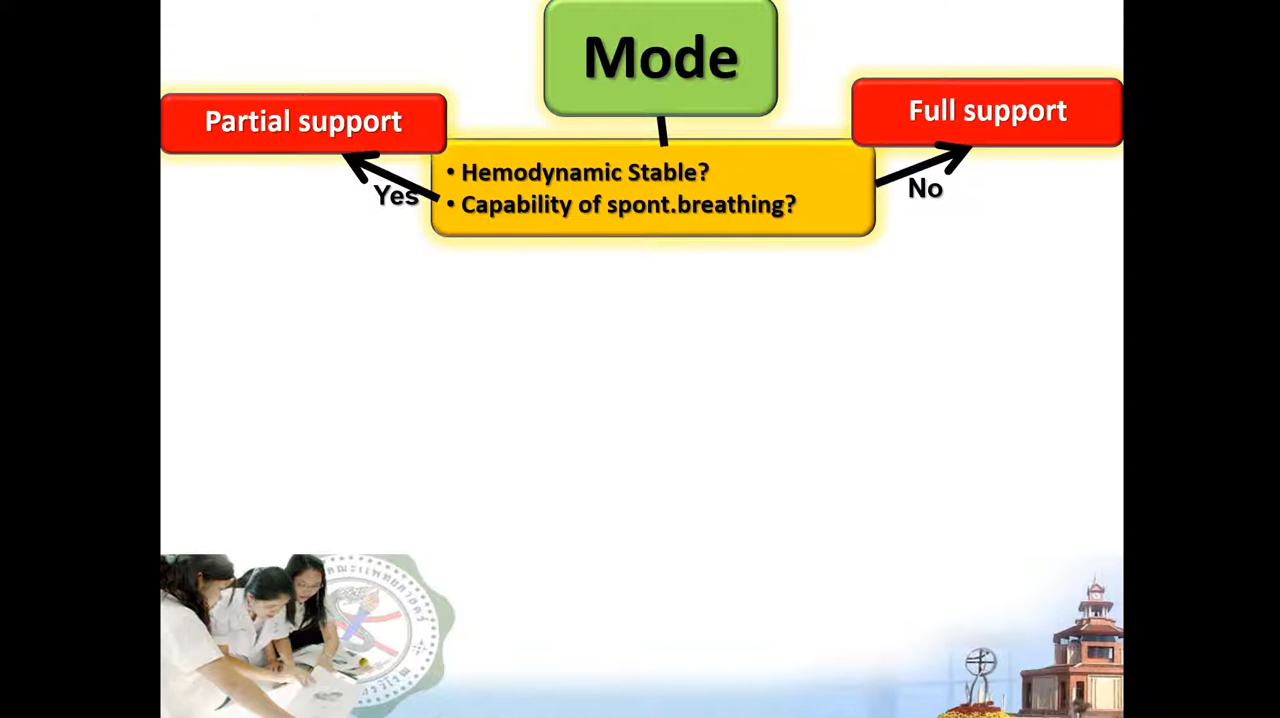 Mode
Partial support
Full support
• Hemodynamic Stable?
• Capability of spont.breathing?
Yes
No